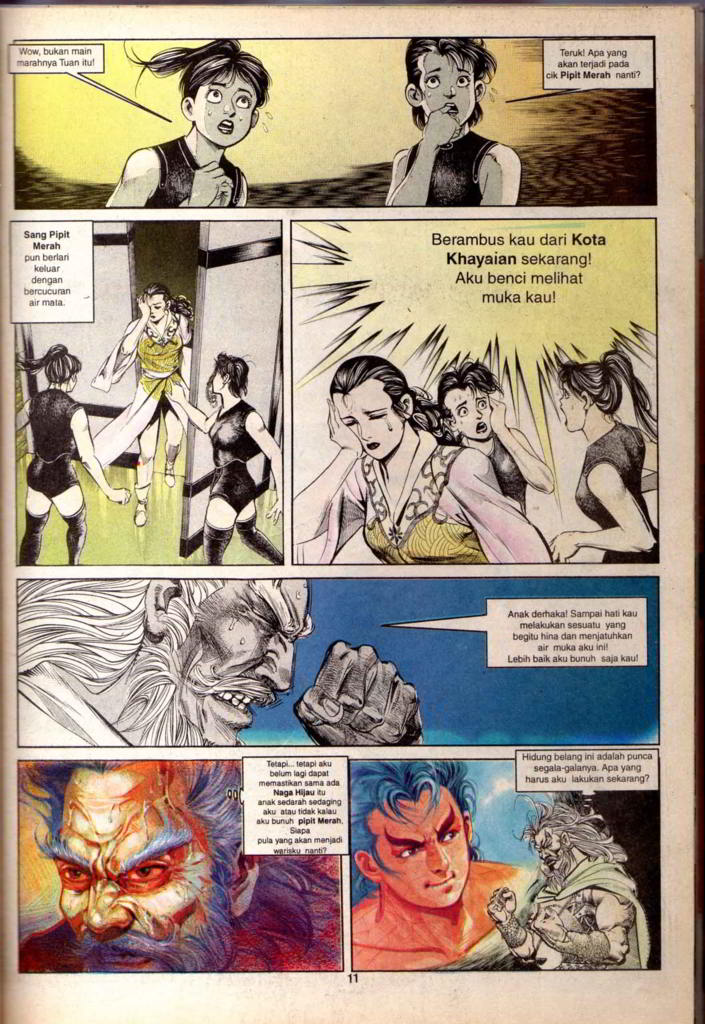 Wow, bukan main
marahnya Tuan itu!
Teruk! Apa yang
akan terjadi pada
cik Pipit Merah nanti?
Sang Pipit
Merah
pun berlari
keluar
dengan
bercucuran
air mata.
Berambus kau dari Kota
Khayaian sekarang!
Aku benci melihat
muka kau!
Anak derhaka! Sampai hati kau
melakukan sesuatu yang
begitu hina dan menjatuhkan
air muka aku ini!
Lebih baik aku bunuh saja kau!
Tetapi... tetapi aku
belum lagi dapat
memastikan sama ada
Naga Hijau itu
anak sedarah sedaging
aku atau tidak kalau
aku bunuh pipit Merah,
Siapa
pula yang akan menjadi
warisku nanti?
Hidung belang ini adalah punca
segala-galanya. Apa yang
harus aku lakukan sekarang?
11